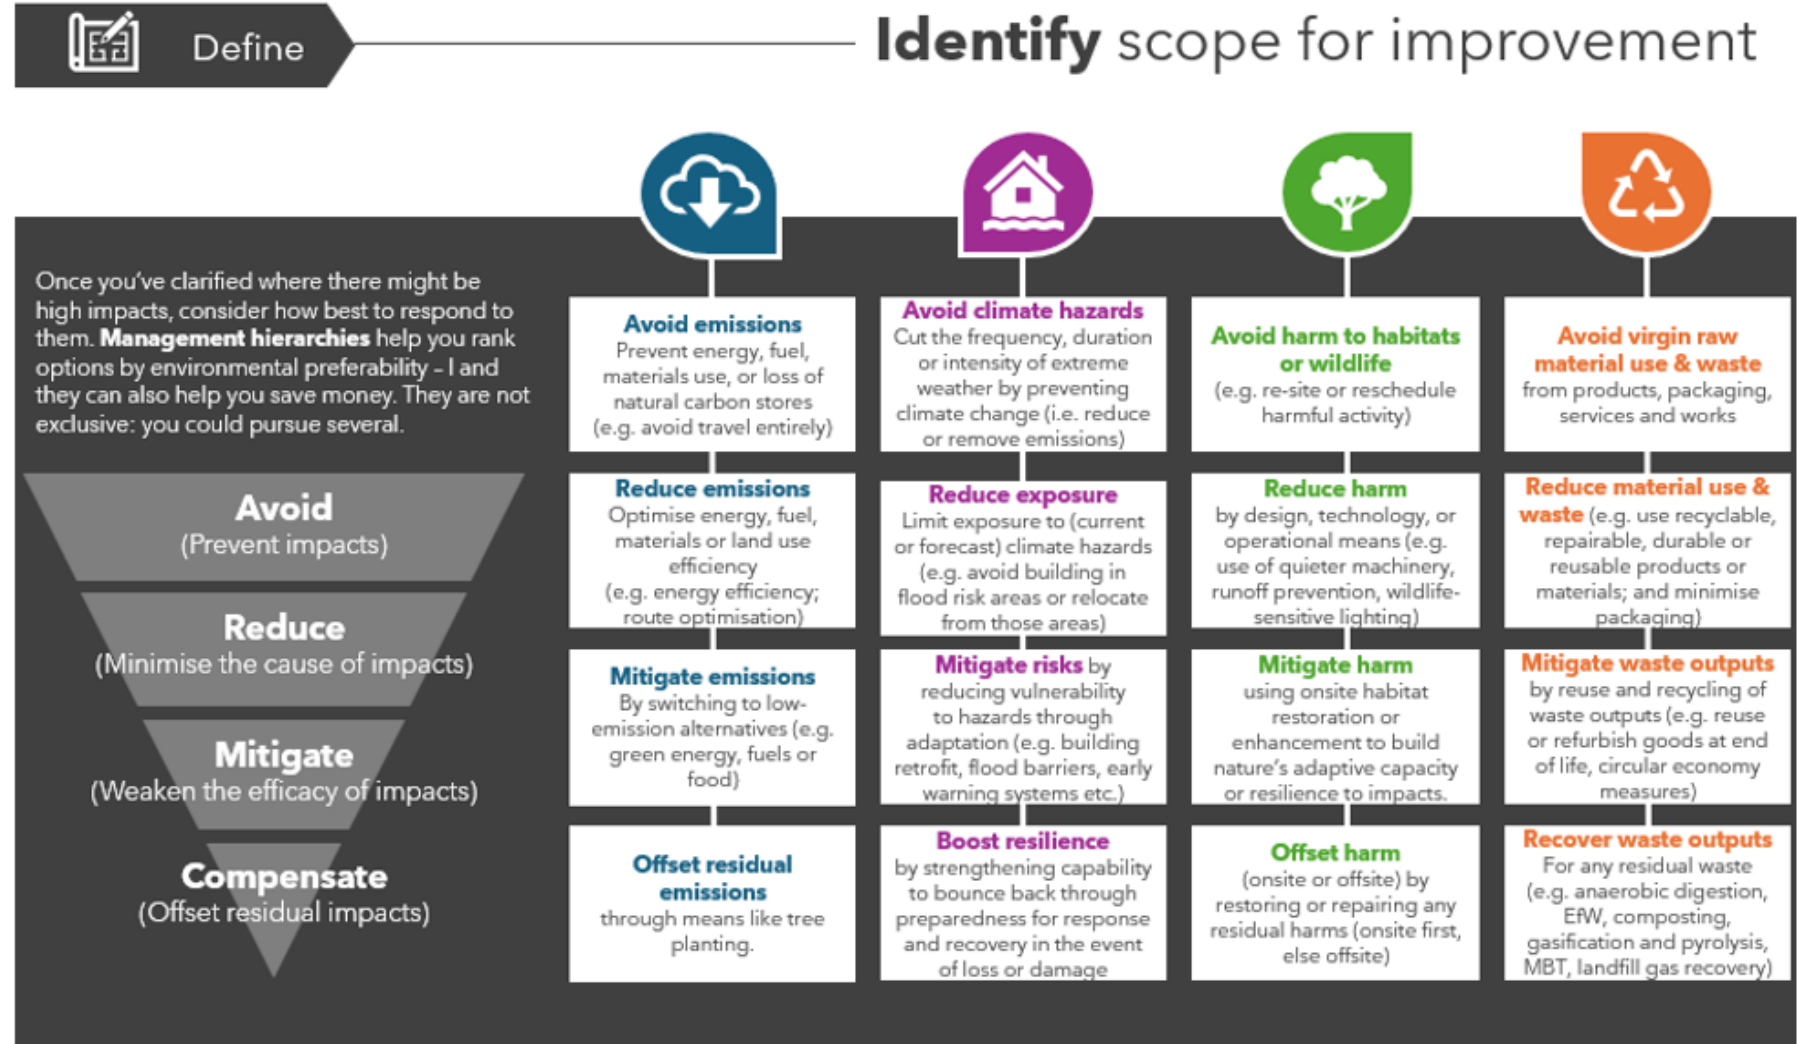 Define
Identify scope for improvement
Once you've clarified where there might be
high impacts, consider how best to respond to
them. Management hierarchies help you rank
options by environmental preferability – I and
they can also help you save money. They are not
exclusive: you could pursue several.
Avoid
(Prevent impacts)
Reduce
(Minimise the cause of impacts)
Mitigate
(Weaken the efficacy of impacts)
Compensate
(Offset residual impacts)
Avoid emissions
Prevent energy, fuel,
materials use, or loss of
natural carbon stores
(e.g. avoid travel entirely)
Reduce emissions
Optimise energy, fuel,
materials or land use
efficiency
(e.g. energy efficiency;
route optimisation)
Mitigate emissions
By switching to low-
emission alternatives (e.g.
green energy, fuels or
food)
Offset residual
emissions
through means like tree
planting.
Avoid climate hazards
Cut the frequency, duration
or intensity of extreme
weather by preventing
climate change (i.e. reduce
or remove emissions)
Reduce exposure
Limit exposure to (current
or forecast) climate hazards
(e.g. avoid building in
flood risk areas or relocate
from those areas)
Mitigate risks by
reducing vulnerability
to hazards through
adaptation (e.g. building
retrofit, flood barriers, early
warning systems etc.)
Boost resilience
by strengthening capability
to bounce back through
preparedness for response
and recovery in the event
of loss or damage
Avoid harm to habitats
or wildlife
(e.g. re-site or reschedule
harmful activity)
Reduce harm
by design, technology, or
operational means (e.g.
use of quieter machinery,
runoff prevention, wildlife-
sensitive lighting)
Mitigate harm
using onsite habitat
restoration or
enhancement to build
nature's adaptive capacity
or resilience to impacts.
Offset harm
(onsite or offsite) by
restoring or repairing any
residual harms (onsite first,
else offsite)
Avoid virgin raw
material use & waste
from products, packaging,
services and works
Reduce material use &
waste (e.g. use recyclable,
repairable, durable or
reusable products or
materials; and minimise
packaging)
Mitigate waste outputs
by reuse and recycling of
waste outputs (e.g. reuse
or refurbish goods at end
of life, circular economy
measures)
Recover waste outputs
For any residual waste
(e.g. anaerobic digestion,
EfW, composting,
gasification and pyrolysis,
MBT, landfill gas recovery)